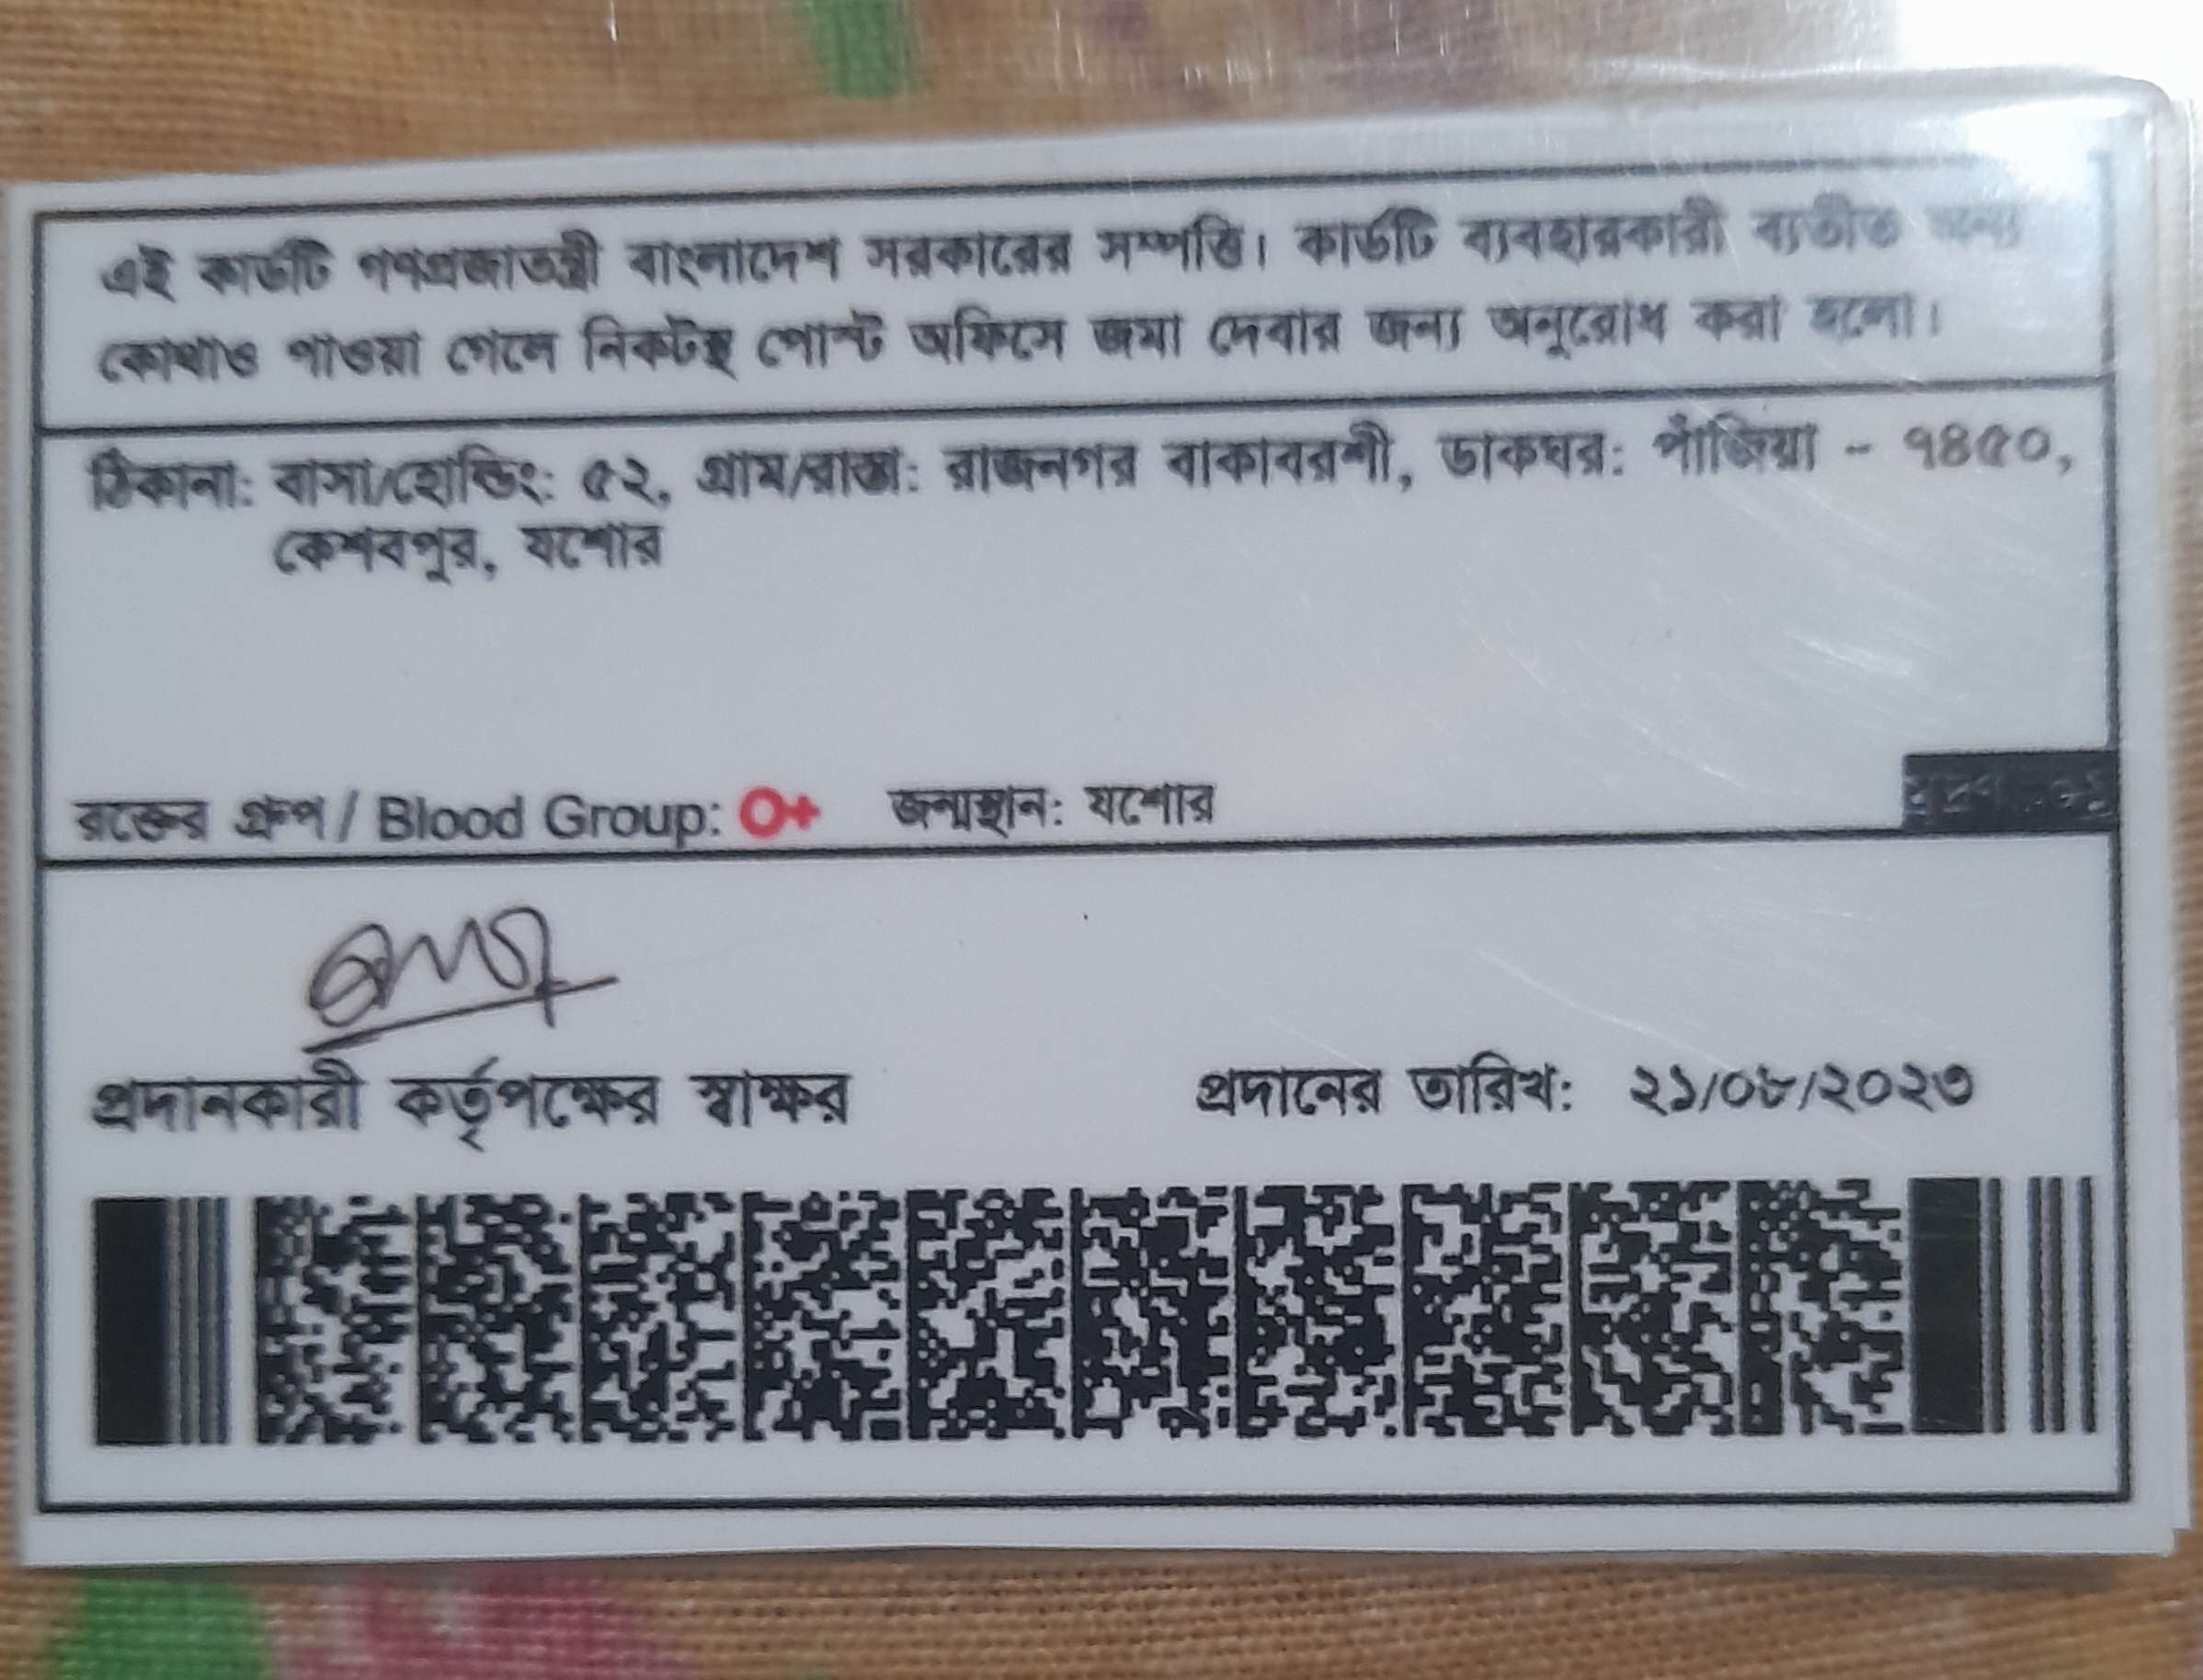 এই কার্ডটি গণপ্রজাতন্ত্রী বাংলাদেশ সরকারের সম্পত্তি। কার্ডটি ব্যবহারকারী ব্যতীত অন্য
কোথাও পাওয়া গেলে নিকটস্থ পোস্ট অফিসে জমা দেবার জন্য অনুরোধ করা হলো।
ঠিকানা: বাসা/হোল্ডিং: ৫২, গ্রাম/রাস্তা: রাজনগর বাকাবরশী, ডাকঘর: পাঁজিয়া - ৭৪৫০,
কেশবপুর, যশোর
রক্তের গ্রুপ / Blood Group: O+ জন্মস্থান: যশোর
প্রদানকারী কর্তৃপক্ষের স্বাক্ষর প্রদানের তারিখ: ২১/০৮/২০২৩